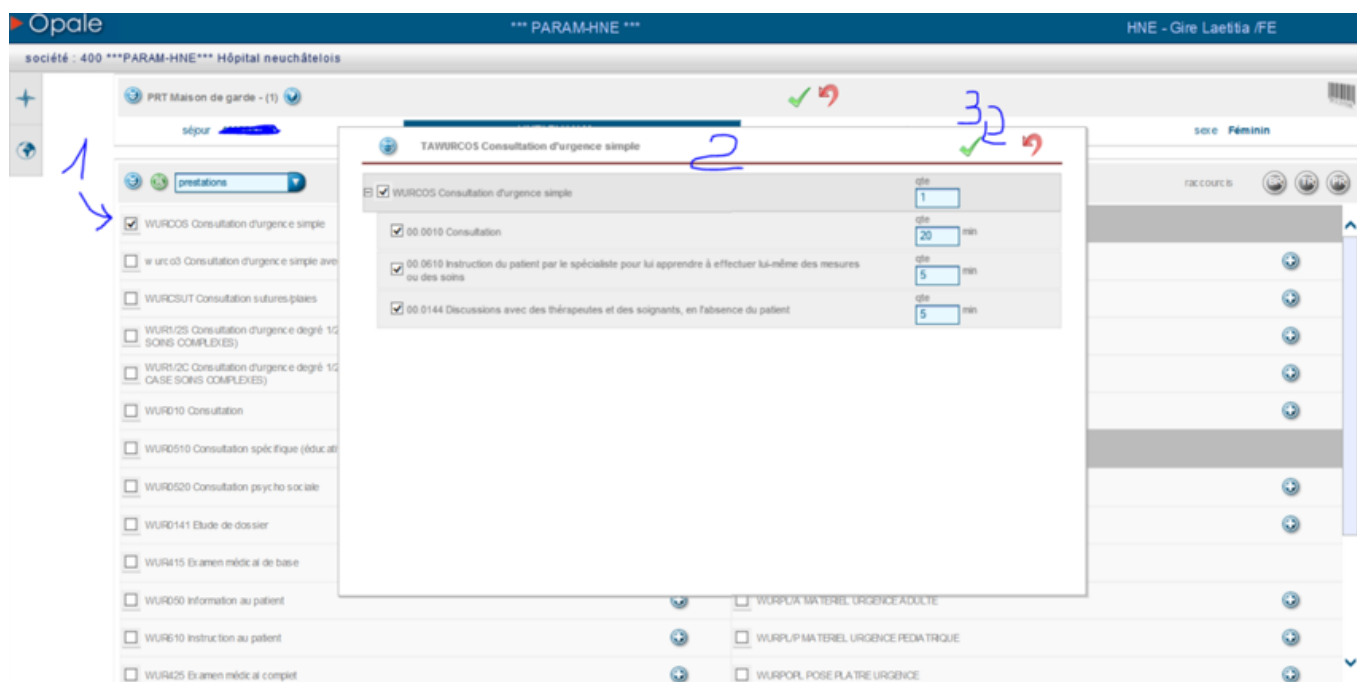 Opale
*** PARAM-HNE ***
HNE - Gire Laetitia /FE
société : 400 ***PARAM-HNE*** Hôpital neuchâtelois
PRT Maison de garde - (1)
séjour
sexe Féminin
1
2
3
TAWURCOS Consultation d'urgence simple
prestations
raccourcis
WURCOS Consultation d'urgence simple
qte
1
00.0010 Consultation
qte
20 min
00.0610 Instruction du patient par le spécialiste pour lui apprendre à effectuer lui-même des mesures
ou des soins
qte
5 min
00.0144 Discussions avec des thérapeutes et des soignants, en l'absence du patient
qte
5 min
WURCOS Consultation d'urgence simple
wurco3 Consultation d'urgence simple ave
WURCSUT Consultation sutures/plaies
WUR1/2S Consultation d'urgence degré 1/2
SOINS COMPLEXES)
WUR1/2C Consultation d'urgence degré 1/2
CASE SOINS COMPLEXES)
WUR010 Consultation
WUR0510 Consultation spécifique (éducati
WUR0520 Consultation psycho sociale
WUR0141 Etude de dossier
WUR415 Examen médical de base
WUR050 Information au patient
WURPL/A MATERIEL URGENCE ADULTE
WUR610 Instruction au patient
WURPL/P MATERIEL URGENCE PEDIATRIQUE
WUR425 Examen médical complet
WURPOPL POSE PLATRE URGENCE